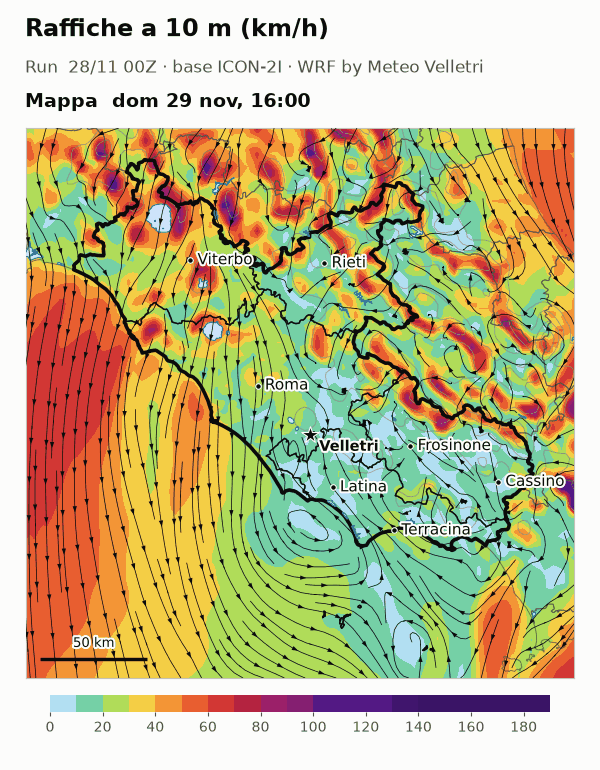 Raffiche a 10 m (km/h)
Run  28/11 00Z · base ICON-2I · WRF by Meteo Velletri
Mappa  dom 29 nov, 16:00
Viterbo
Rieti
Roma
Velletri
Frosinone
Cassino
Latina
Terracina
50 km
0 20 40 60 80 100 120 140 160 180